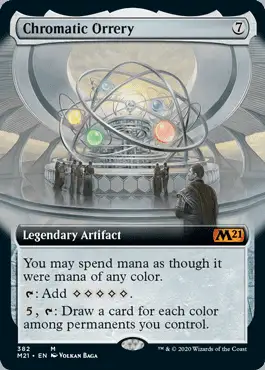 Chromatic Orrery 7
Legendary Artifact M21
You may spend mana as though it
were mana of any color.
: Add ◇◇◇◇◇.
5, : Draw a card for each color
among permanents you control.
382 M
M21 • EN VOLKAN BAGA
™ & © 2020 Wizards of the Coast